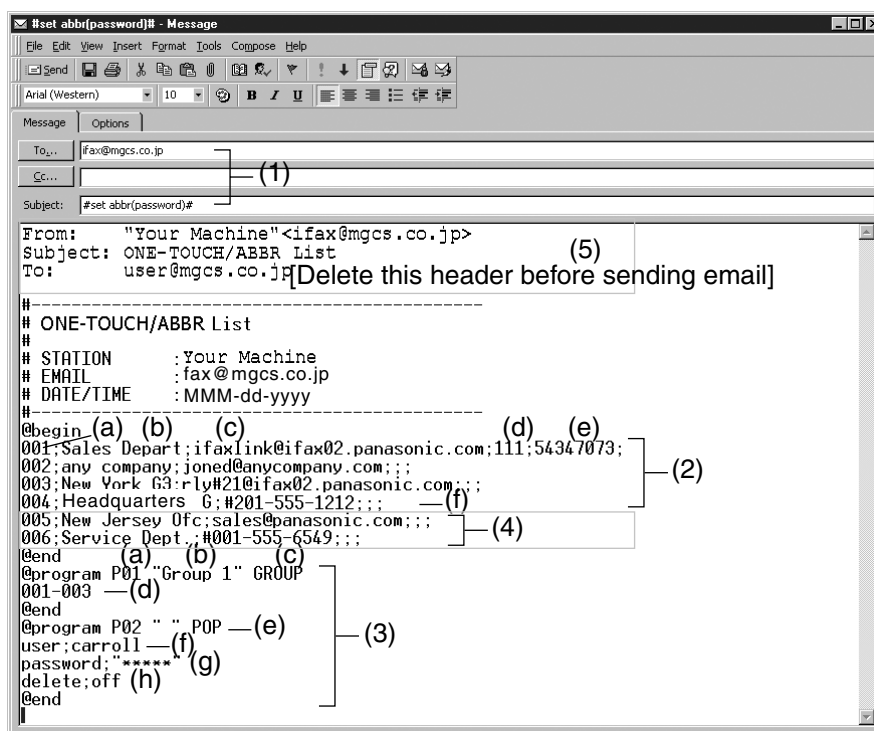 #set abbr(password)# - Message
File Edit View Insert Format Tools Compose Help
Send
Arial (Western) 10 B I U
Message Options
To... ifax@mgcs.co.jp
(1)
Cc...
Subject: #set abbr(password)#
From: "Your Machine"<ifax@mgcs.co.jp>
Subject: ONE-TOUCH/ABBR List (5)
To: user@mgcs.co.jp[Delete this header before sending email]
#------------------------------------------------
# ONE-TOUCH/ABBR List
#
# STATION : Your Machine
# EMAIL : fax@mgcs.co.jp
# DATE/TIME : MMM-dd-yyyy
#------------------------------------------------
@begin (a) (b) (c) (d) (e)
001;Sales Depart;ifaxlink@ifax02.panasonic.com;111;54347073;
002;any company;joned@anycompany.com;;; (2)
003;New York G3:rly#21@ifax02.panasonic.com;;;
004;Headquarters G;#201-555-1212;;; (f)
005;New Jersey Ofc;sales@panasonic.com;;; (4)
006;Service Dept.;#001-555-6549;;;
@end (a) (b) (c)
@program P01 "Group 1" GROUP
001-003 (d)
@end
@program P02 " " POP (e) (3)
user;carroll (f)
password;"*****" (g)
delete;off (h)
@end